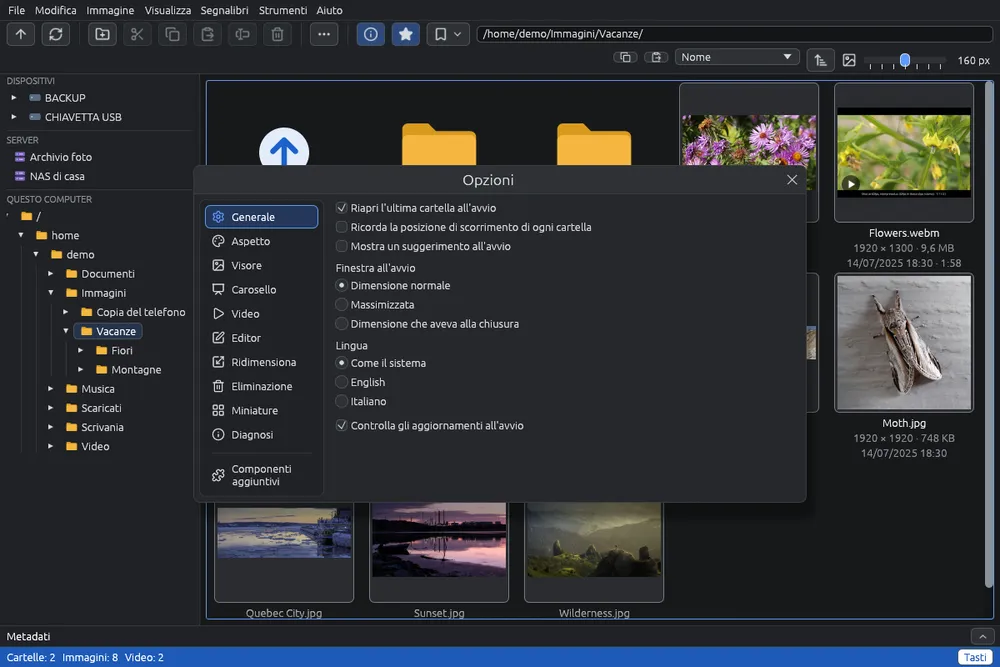 File Modifica Immagine Visualizza Segnalibri Strumenti Aiuto
/home/demo/Immagini/Vacanze/
Nome
160 px
DISPOSITIVI
BACKUP
CHIAVETTA USB
SERVER
Archivio foto
NAS di casa
QUESTO COMPUTER
/
home
demo
Documenti
Immagini
Copia del telefono
Vacanze
Fiori
Montagne
Musica
Scaricati
Scrivania
Video
Opzioni
Generale
Aspetto
Visore
Carosello
Video
Editor
Ridimensiona
Eliminazione
Miniature
Diagnosi
Componenti
aggiuntivi
Riapri l'ultima cartella all'avvio
Ricorda la posizione di scorrimento di ogni cartella
Mostra un suggerimento all'avvio
Finestra all'avvio
Dimensione normale
Massimizzata
Dimensione che aveva alla chiusura
Lingua
Come il sistema
English
Italiano
Controlla gli aggiornamenti all'avvio
Flowers.webm
1920 × 1300 · 9,6 MB
14/07/2025 18:30 · 1:58
Moth.jpg
1920 × 1920 · 748 KB
14/07/2025 18:30
Quebec City.jpg
Sunset.jpg
Wilderness.jpg
Metadati
Cartelle: 2 Immagini: 8 Video: 2
Tasti